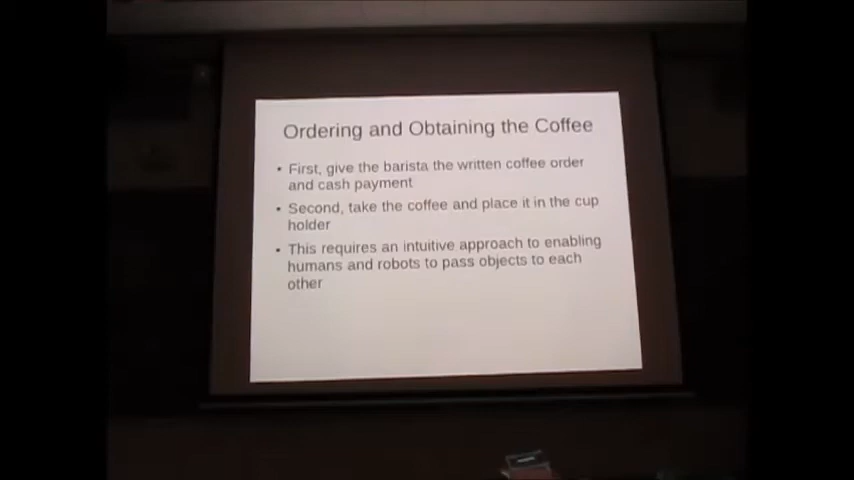 Ordering and Obtaining the Coffee
• First, give the barista the written coffee order
and cash payment
• Second, take the coffee and place it in the cup
holder
• This requires an intuitive approach to enabling
humans and robots to pass objects to each
other